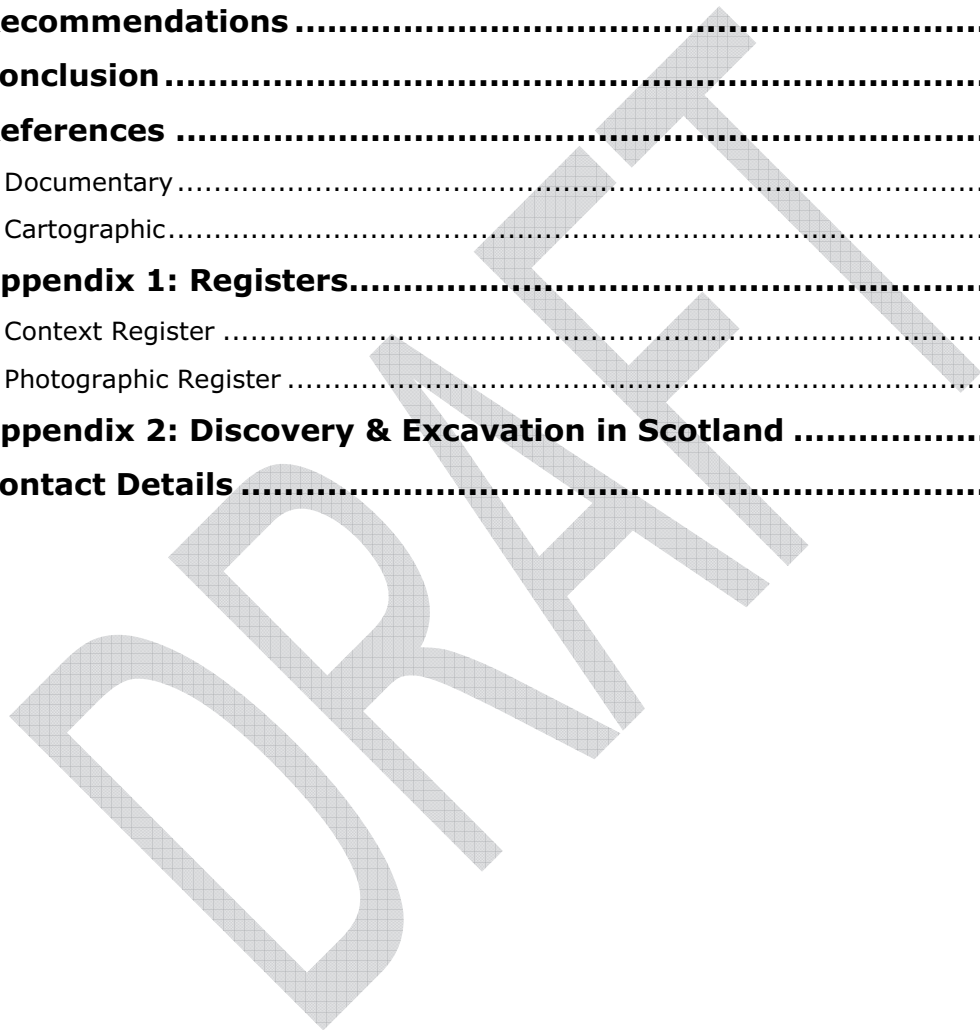 ecommendations ................................................................................
onclusion ................................................................................
eferences ................................................................................
Documentary ................................................................................
Cartographic ................................................................................
ppendix 1: Registers ................................................................................
Context Register ................................................................................
Photographic Register ................................................................................
ppendix 2: Discovery & Excavation in Scotland .................
ontact Details ................................................................................
DRAFT